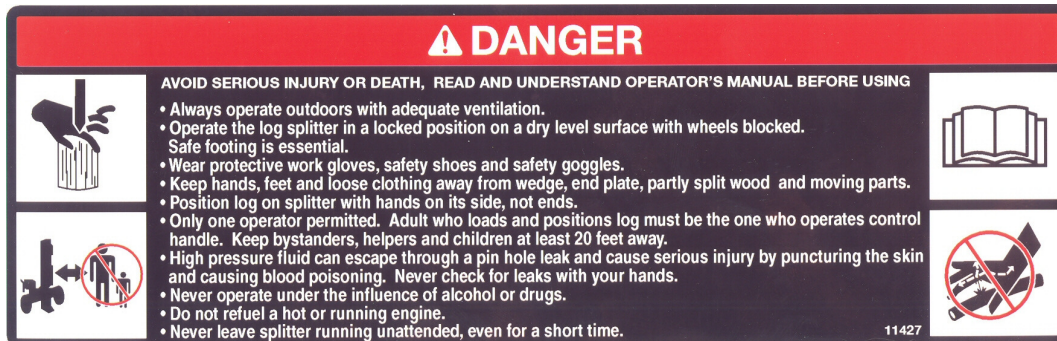 DANGER
AVOID SERIOUS INJURY OR DEATH, READ AND UNDERSTAND OPERATOR'S MANUAL BEFORE USING
• Always operate outdoors with adequate ventilation.
• Operate the log splitter in a locked position on a dry level surface with wheels blocked.
Safe footing is essential.
• Wear protective work gloves, safety shoes and safety goggles.
• Keep hands, feet and loose clothing away from wedge, end plate, partly split wood and moving parts.
• Position log on splitter with hands on its side, not ends.
• Only one operator permitted. Adult who loads and positions log must be the one who operates control
handle. Keep bystanders, helpers and children at least 20 feet away.
• High pressure fluid can escape through a pin hole leak and cause serious injury by puncturing the skin
and causing blood poisoning. Never check for leaks with your hands.
• Never operate under the influence of alcohol or drugs.
• Do not refuel a hot or running engine.
• Never leave splitter running unattended, even for a short time.
11427